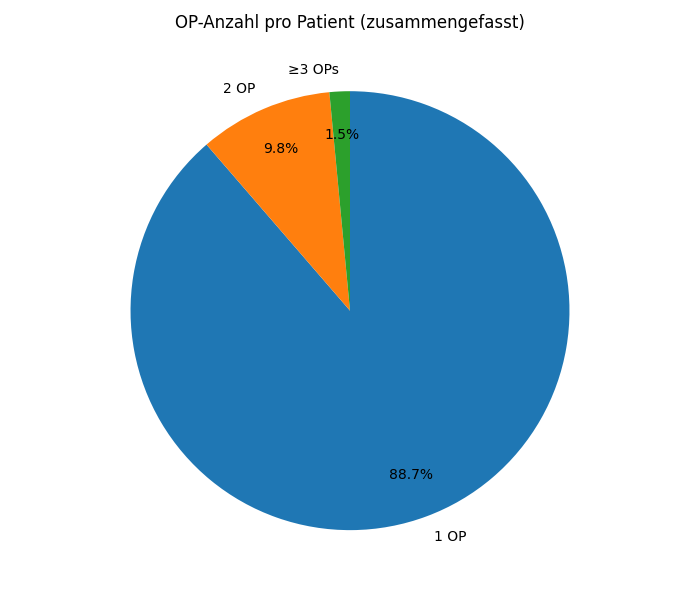 OP-Anzahl pro Patient (zusammengefasst)
≥3 OPs
2 OP
1.5%
9.8%
88.7%
1 OP